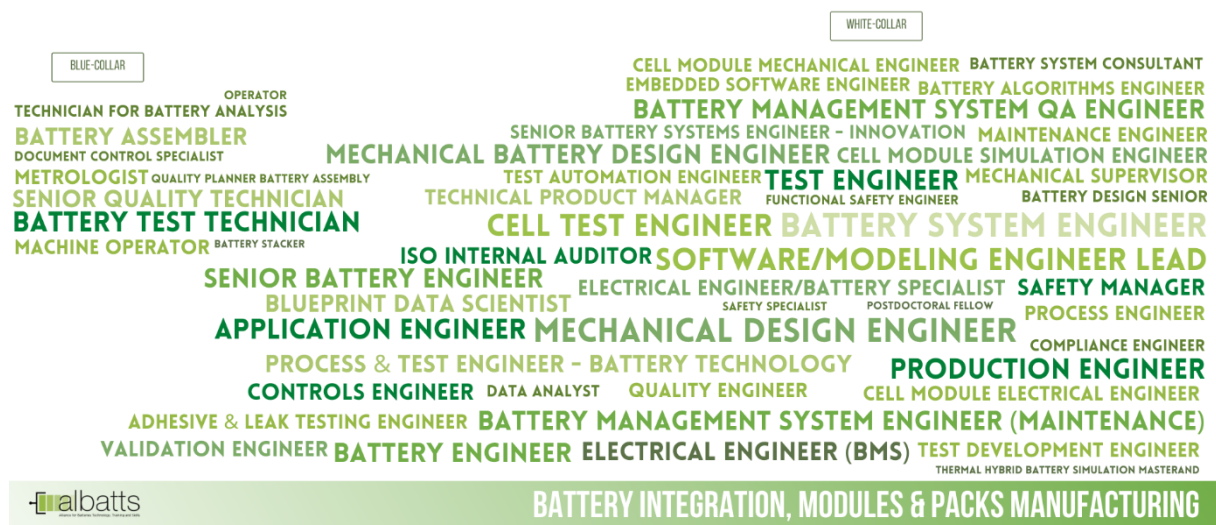 WHITE-COLLAR
BLUE-COLLAR
CELL MODULE MECHANICAL ENGINEER BATTERY SYSTEM CONSULTANT
EMBEDDED SOFTWARE ENGINEER BATTERY ALGORITHMS ENGINEER
OPERATOR
TECHNICIAN FOR BATTERY ANALYSIS BATTERY MANAGEMENT SYSTEM QA ENGINEER
BATTERY ASSEMBLER SENIOR BATTERY SYSTEMS ENGINEER - INNOVATION MAINTENANCE ENGINEER
DOCUMENT CONTROL SPECIALIST MECHANICAL BATTERY DESIGN ENGINEER CELL MODULE SIMULATION ENGINEER
METROLOGIST QUALITY PLANNER BATTERY ASSEMBLY TEST AUTOMATION ENGINEER TEST ENGINEER MECHANICAL SUPERVISOR
SENIOR QUALITY TECHNICIAN TECHNICAL PRODUCT MANAGER FUNCTIONAL SAFETY ENGINEER BATTERY DESIGN SENIOR
BATTERY TEST TECHNICIAN CELL TEST ENGINEER BATTERY SYSTEM ENGINEER
MACHINE OPERATOR BATTERY STACKER ISO INTERNAL AUDITOR SOFTWARE/MODELING ENGINEER LEAD
SENIOR BATTERY ENGINEER ELECTRICAL ENGINEER/BATTERY SPECIALIST SAFETY MANAGER
BLUEPRINT DATA SCIENTIST SAFETY SPECIALIST POSTDOCTORAL FELLOW PROCESS ENGINEER
APPLICATION ENGINEER MECHANICAL DESIGN ENGINEER COMPLIANCE ENGINEER
PROCESS & TEST ENGINEER - BATTERY TECHNOLOGY PRODUCTION ENGINEER
CONTROLS ENGINEER DATA ANALYST QUALITY ENGINEER CELL MODULE ELECTRICAL ENGINEER
ADHESIVE & LEAK TESTING ENGINEER BATTERY MANAGEMENT SYSTEM ENGINEER (MAINTENANCE)
VALIDATION ENGINEER BATTERY ENGINEER ELECTRICAL ENGINEER (BMS) TEST DEVELOPMENT ENGINEER
THERMAL HYBRID BATTERY SIMULATION MASTERAND
albatts
Alliance for Batteries Technology, Training and Skills
BATTERY INTEGRATION, MODULES & PACKS MANUFACTURING